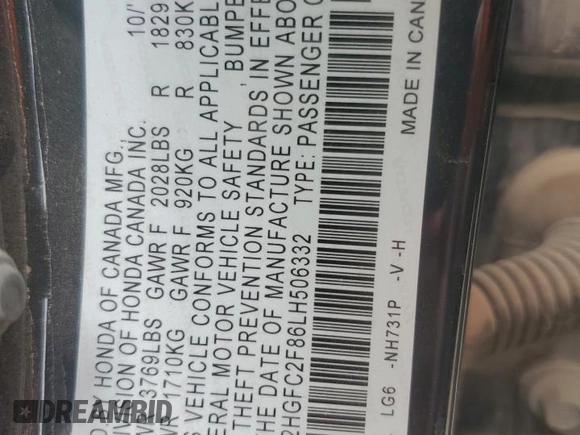 HONDA OF CANADA MFG., 10/'
OF HONDA CANADA INC.
3769LBS GAWR F 2028LBS R 1829
1710KG GAWR F 920KG R 830K
VEHICLE CONFORMS TO ALL APPLICABL
MOTOR VEHICLE SAFETY , BUMPE
THEFT PREVENTION STANDARDS IN EFFE
THE DATE OF MANUFACTURE SHOWN ABO
2HGFC2F86LH506332 TYPE: PASSENGER
LG6 -NH731P -V -H MADE IN CAN
DREAMBID